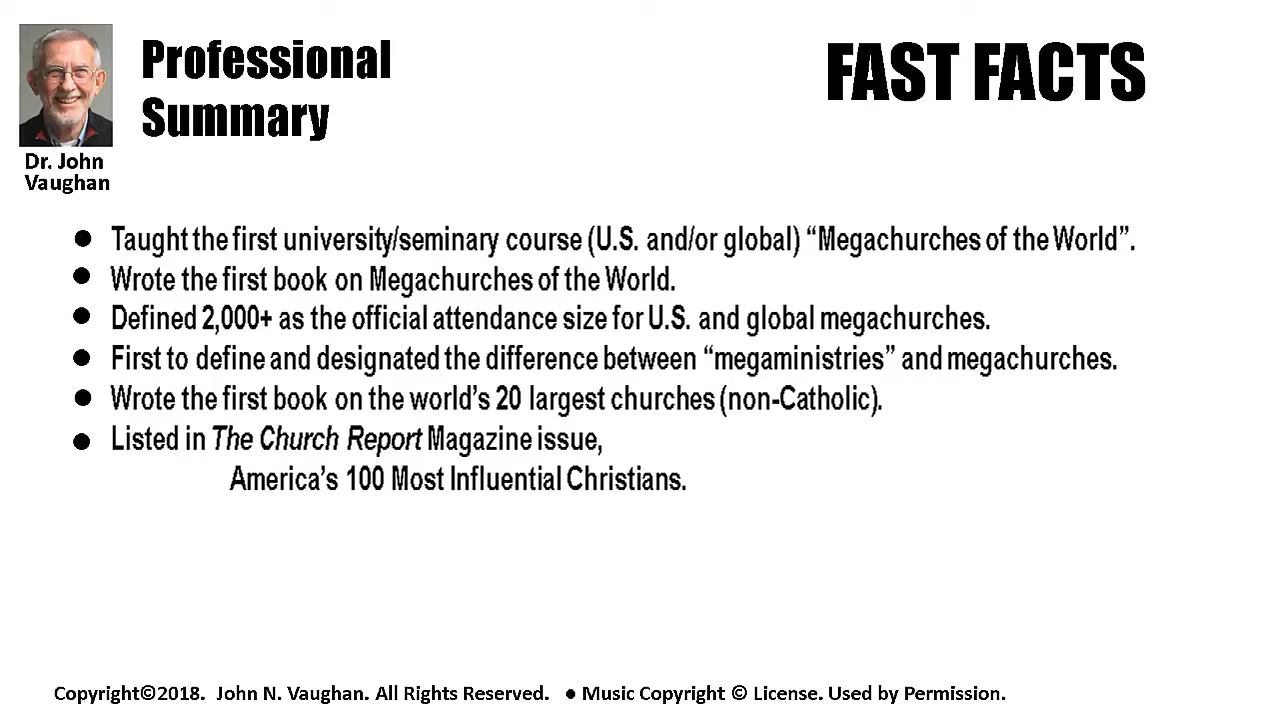 Professional
Summary
FAST FACTS
Dr. John
Vaughan
● Taught the first university/seminary course (U.S. and/or global) “Megachurches of the World”.
● Wrote the first book on Megachurches of the World.
● Defined 2,000+ as the official attendance size for U.S. and global megachurches.
● First to define and designated the difference between “megaministries” and megachurches.
● Wrote the first book on the world’s 20 largest churches (non-Catholic).
● Listed in The Church Report Magazine issue,
America’s 100 Most Influential Christians.
Copyright©2018. John N. Vaughan. All Rights Reserved. ● Music Copyright © License. Used by Permission.